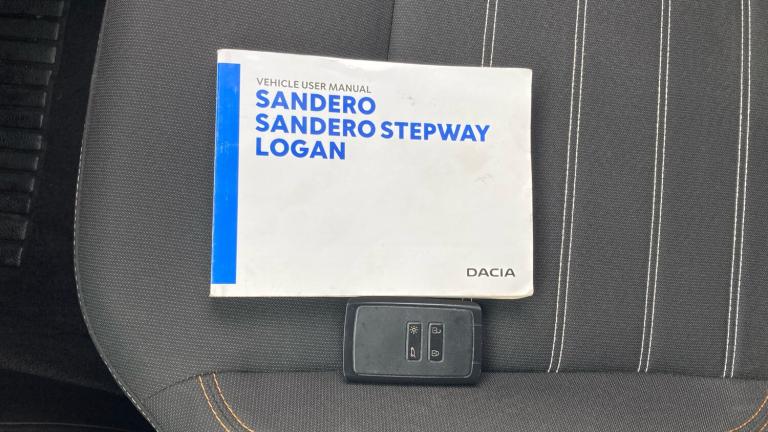 VEHICLE USER MANUAL
SANDERO
SANDERO STEPWAY
LOGAN
DACIA